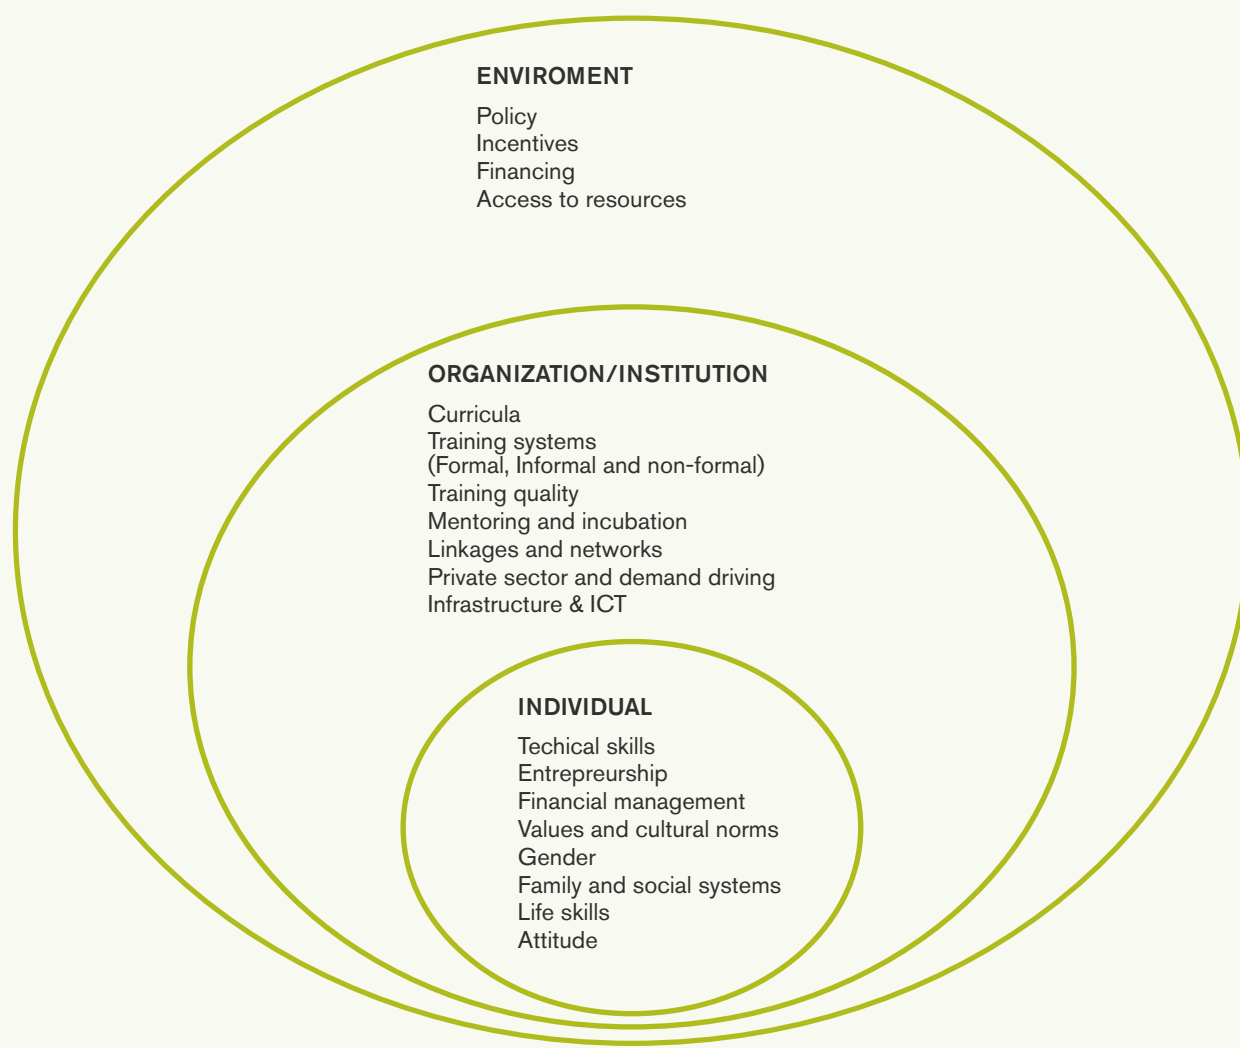 ENVIROMENT
Policy
Incentives
Financing
Access to resources
ORGANIZATION/INSTITUTION
Curricula
Training systems
(Formal, Informal and non-formal)
Training quality
Mentoring and incubation
Linkages and networks
Private sector and demand driving
Infrastructure & ICT
INDIVIDUAL
Techical skills
Entrepreurship
Financial management
Values and cultural norms
Gender
Family and social systems
Life skills
Attitude